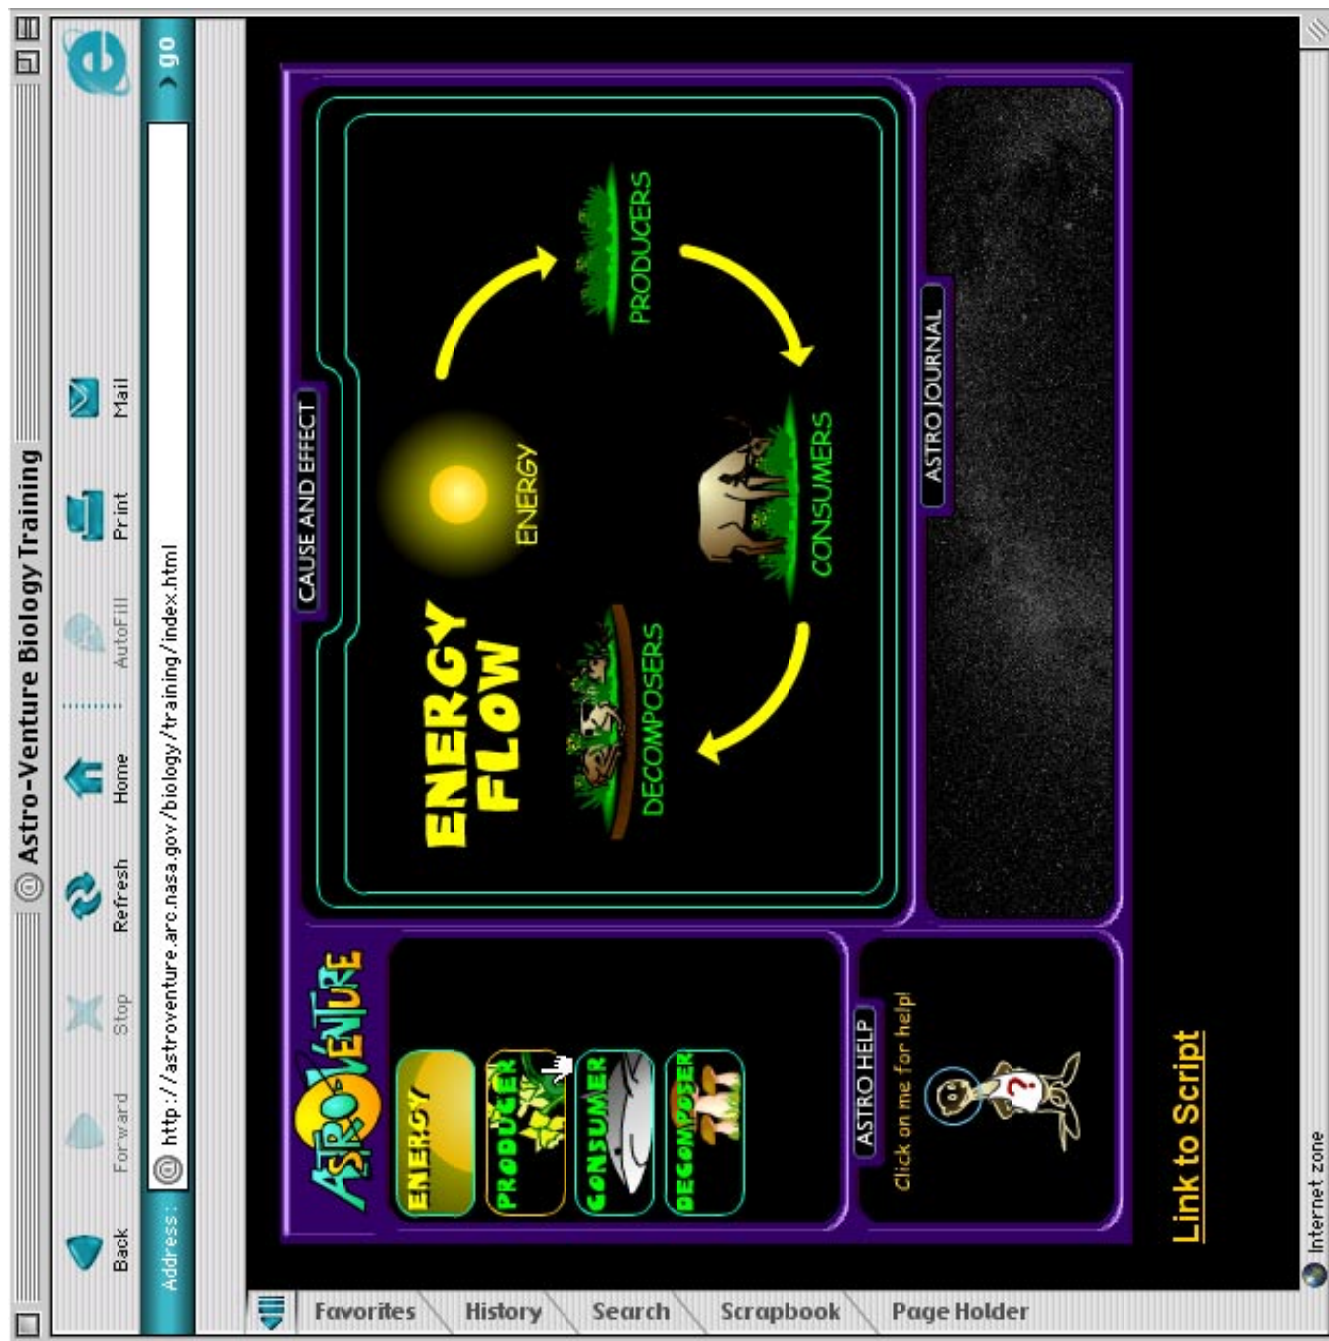 Astro-Venture Biology Training
Back
Forward
Stop
Refresh
Home
AutoFill
Print
Mail
Address:
http://astroventure.arc.nasa.gov/biology/training/index.html
go
Favorites
History
Search
Scrapbook
Page Holder
ASTRO-VENTURE
ENERGY
PRODUCER
CONSUMER
DECOMPOSER
CAUSE AND EFFECT
ENERGY
FLOW
ENERGY
PRODUCERS
DECOMPOSERS
CONSUMERS
ASTRO HELP
Click on me for help!
?
ASTRO JOURNAL
Link to Script
Internet zone